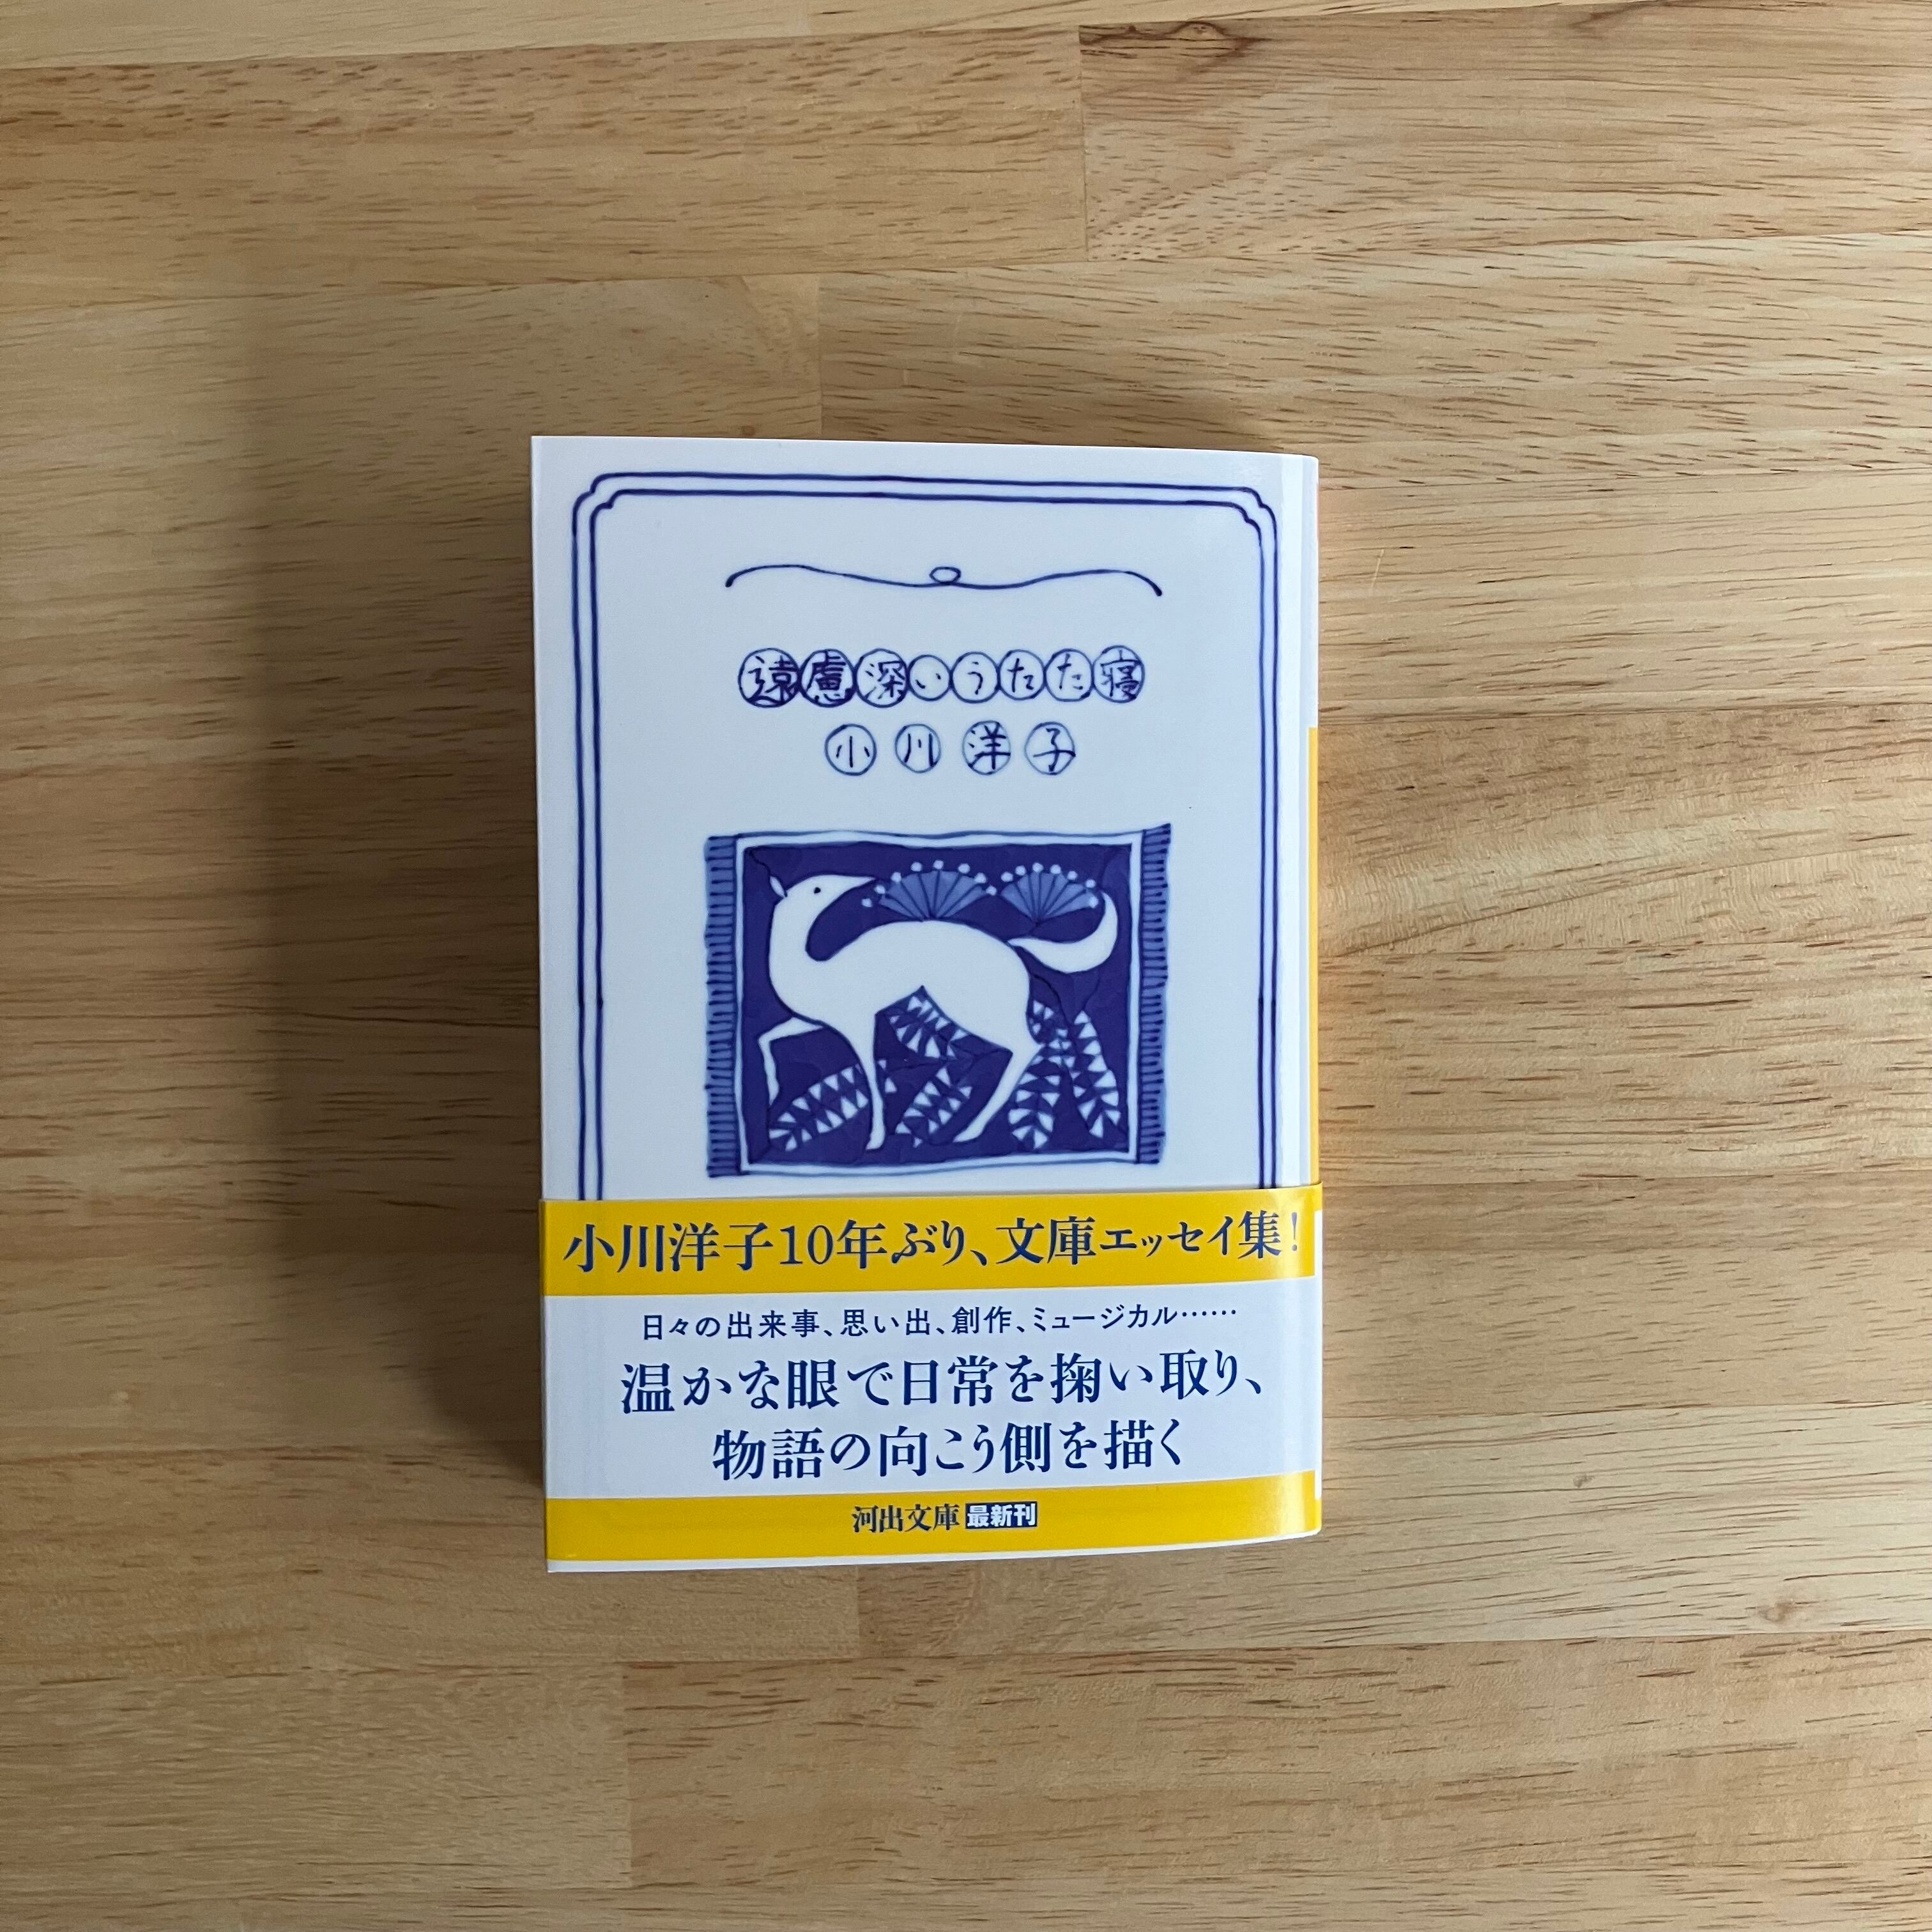 遠慮深いうたた寝
小川洋子
小川洋子10年ぶり、文庫エッセイ集！
日々の出来事、思い出、創作、ミュージカル……
温かな眼で日常を掬い取り、
物語の向こう側を描く
河出文庫 最新刊